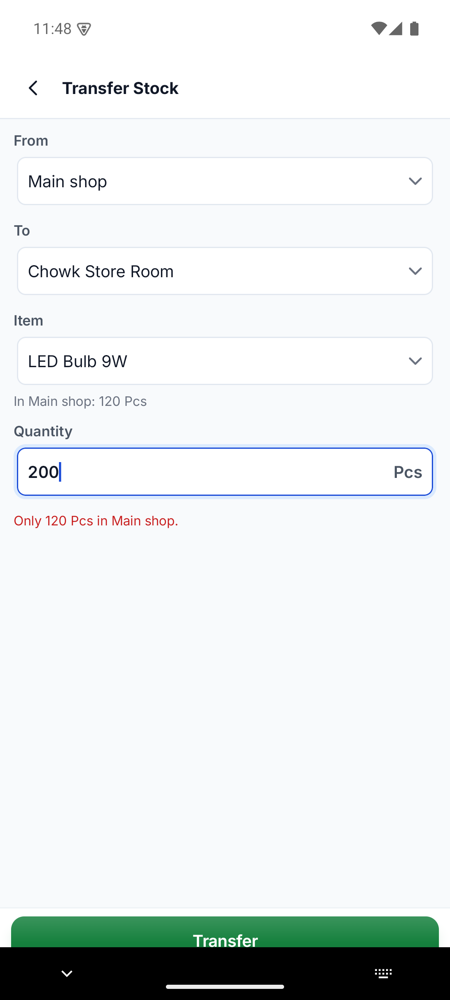 11:48
Transfer Stock
From
Main shop
To
Chowk Store Room
Item
LED Bulb 9W
In Main shop: 120 Pcs
Quantity
200 Pcs
Only 120 Pcs in Main shop.
Transfer